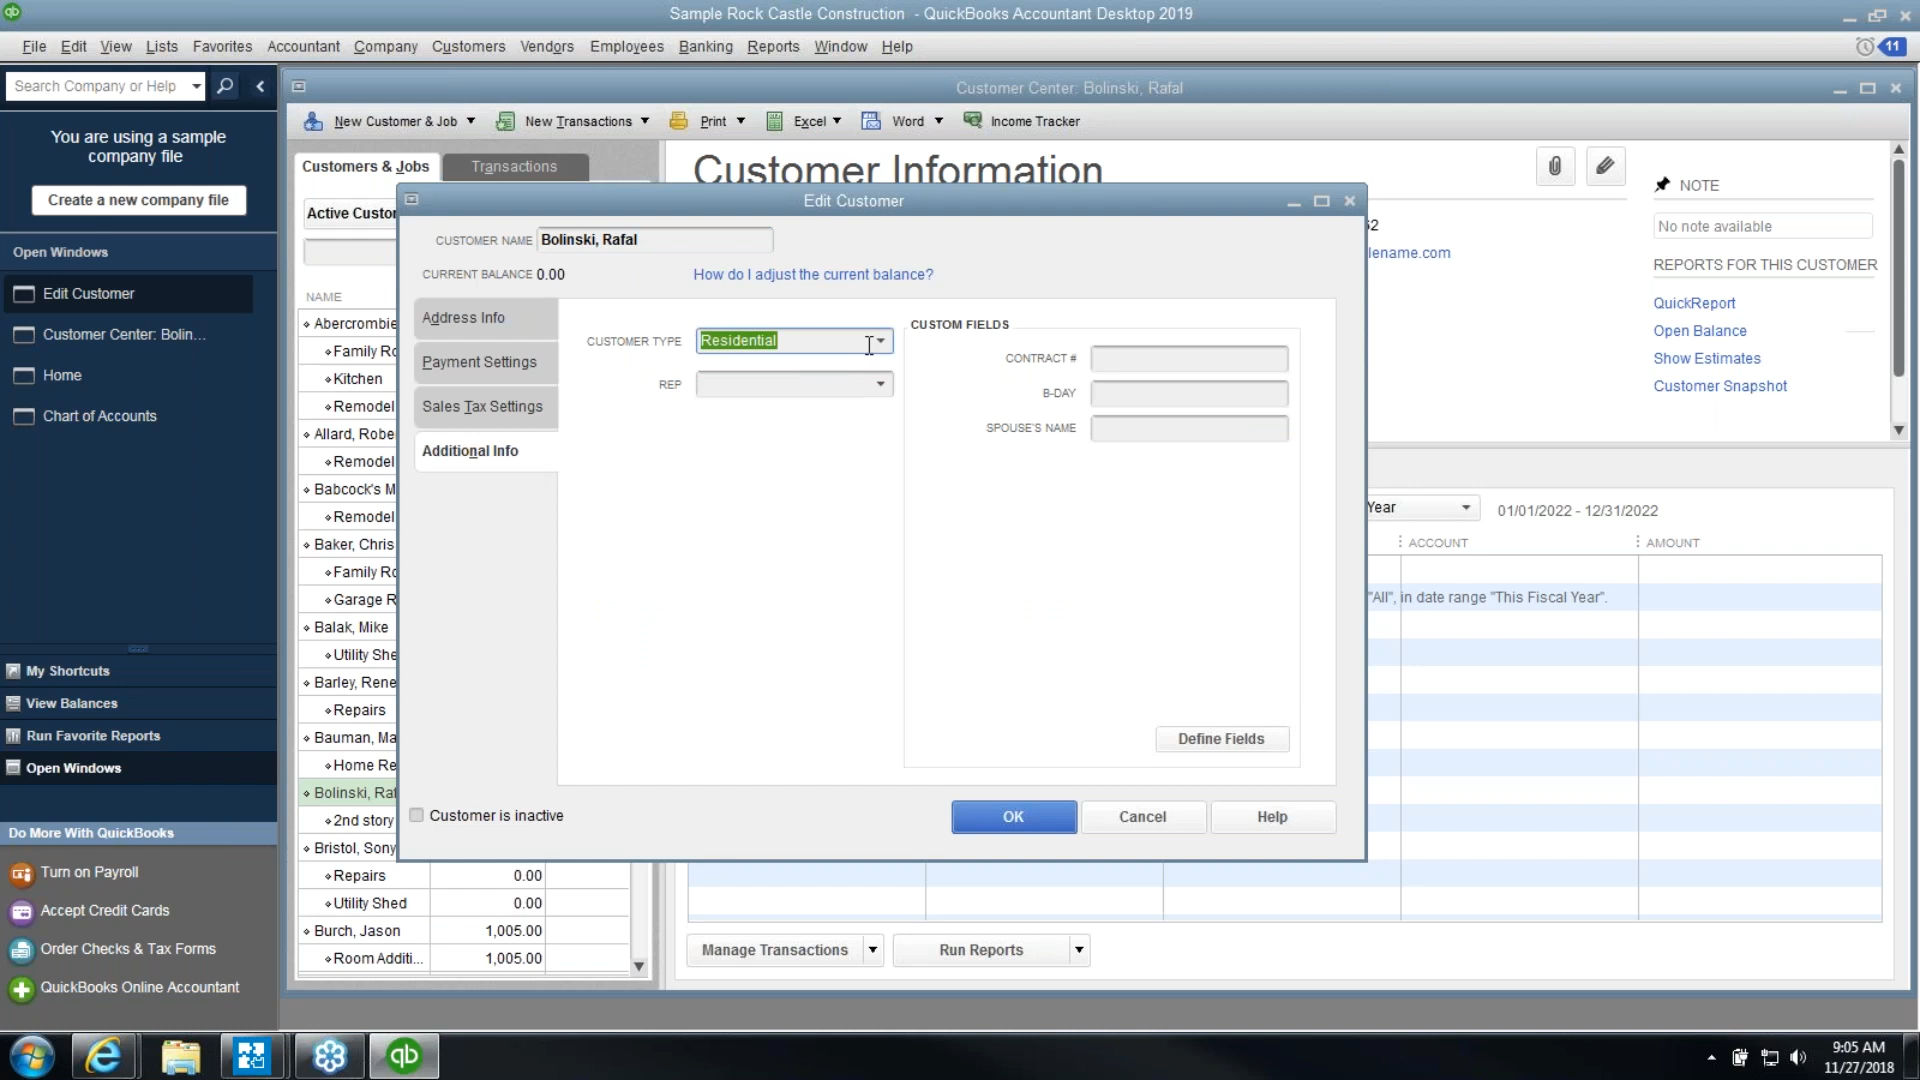 Sample Rock Castle Construction - QuickBooks Accountant Desktop 2019
File Edit View Lists Favorites Accountant Company Customers Vendors Employees Banking Reports Window Help
11
Search Company or Help
Customer Center: Bolinski, Rafal
New Customer & Job New Transactions Print Excel Word Income Tracker
You are using a sample
company file
Create a new company file
Open Windows
Edit Customer
Customer Center: Bolin...
Home
Chart of Accounts
My Shortcuts
View Balances
Run Favorite Reports
Open Windows
Do More With QuickBooks
Turn on Payroll
Accept Credit Cards
Order Checks & Tax Forms
QuickBooks Online Accountant
Customers & Jobs Transactions
Active Custo
NAME
Abercrombie
Family Ro
Kitchen
Remodel
Allard, Robe
Remodel
Babcock's M
Remodel
Baker, Chris
Family Ro
Garage R
Balak, Mike
Utility She
Barley, Rene
Repairs
Bauman, Ma
Home Re
Bolinski, Raf
2nd story
Bristol, Sony
Repairs 0.00
Utility Shed 0.00
Burch, Jason 1,005.00
Room Additi... 1,005.00
Customer Information
lename.com
NOTE
No note available
REPORTS FOR THIS CUSTOMER
QuickReport
Open Balance
Show Estimates
Customer Snapshot
Year 01/01/2022 - 12/31/2022
ACCOUNT AMOUNT
"All", in date range "This Fiscal Year".
Manage Transactions Run Reports
Edit Customer
CUSTOMER NAME Bolinski, Rafal
CURRENT BALANCE 0.00 How do I adjust the current balance?
Address Info
Payment Settings
Sales Tax Settings
Additional Info
CUSTOMER TYPE Residential
REP
CUSTOM FIELDS
CONTRACT #
B-DAY
SPOUSE'S NAME
Define Fields
Customer is inactive
OK Cancel Help
9:05 AM
11/27/2018